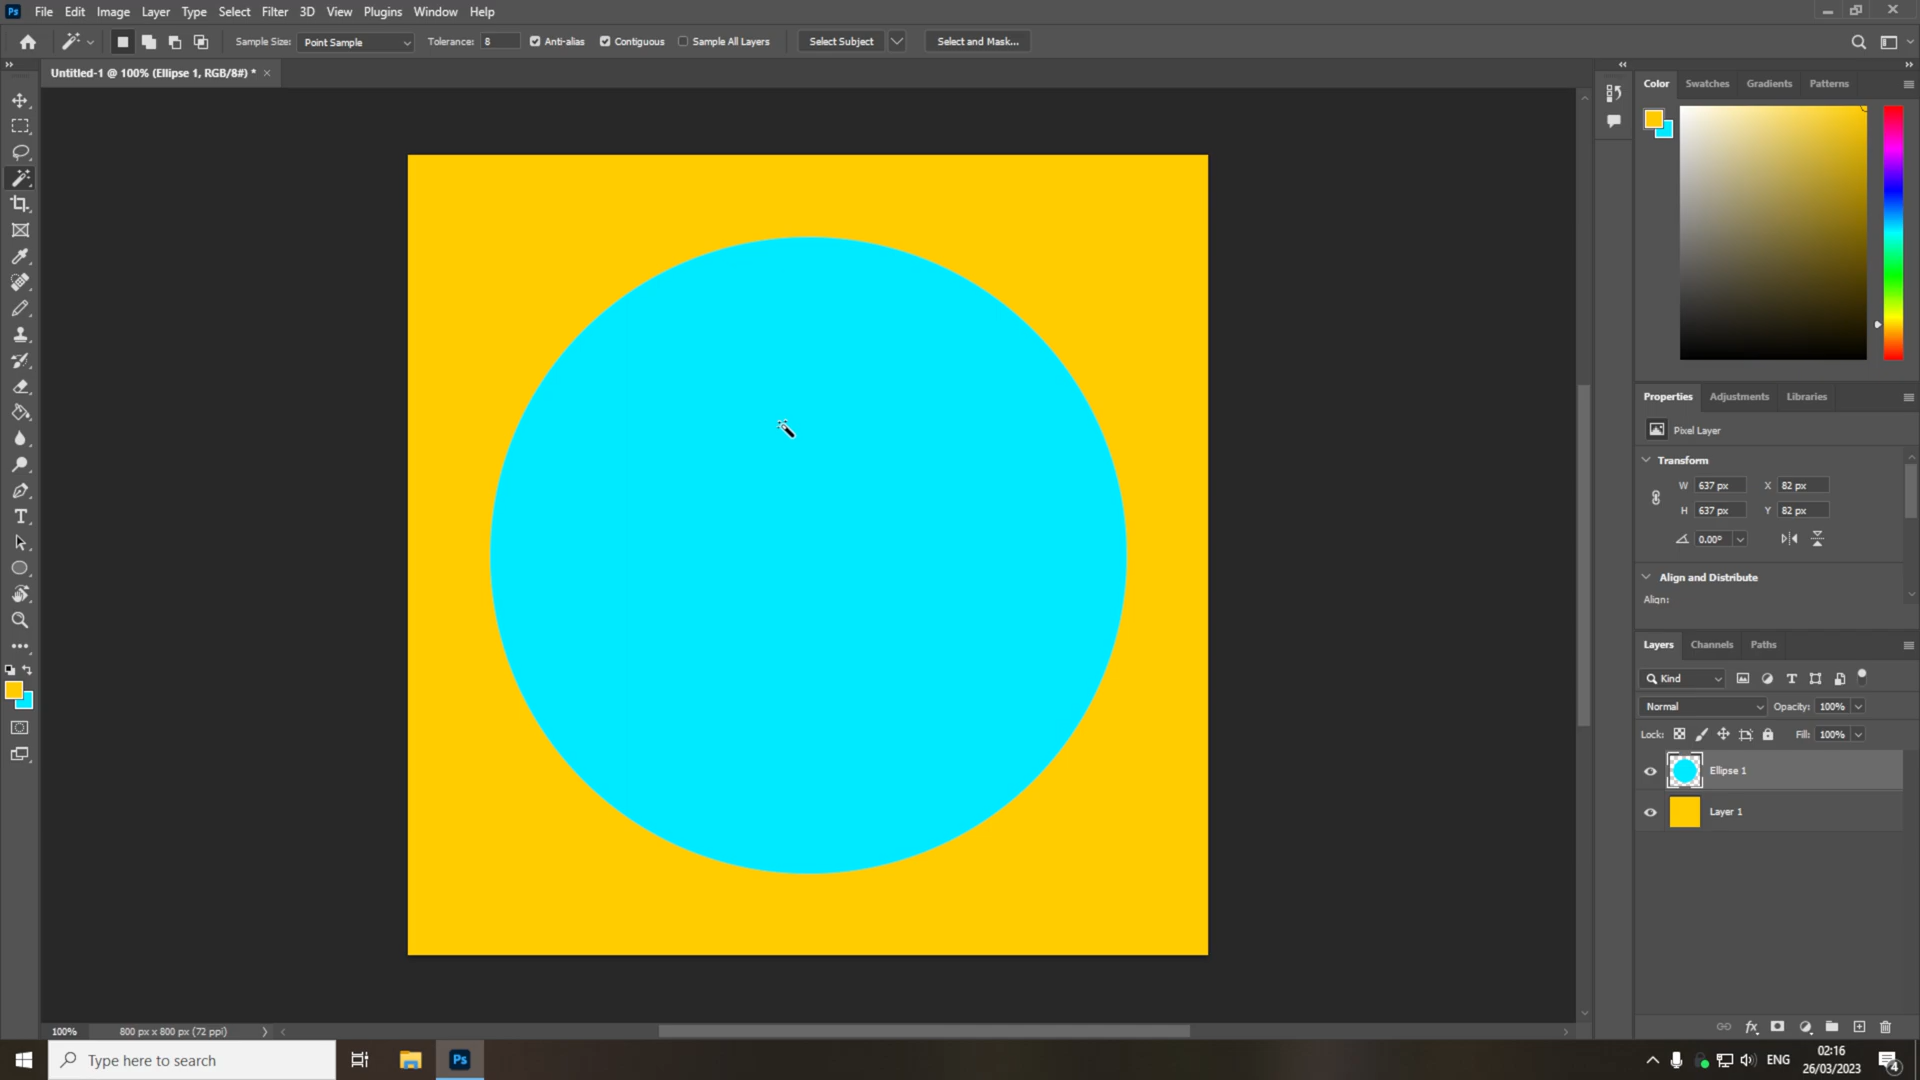 Ps File Edit Image Layer Type Select Filter 3D View Plugins Window Help
Sample Size: Point Sample Tolerance: 8 Anti-alias Contiguous Sample All Layers Select Subject Select and Mask...
Untitled-1 @ 100% (Ellipse 1, RGB/8#) * ×
Color Swatches Gradients Patterns
Properties Adjustments Libraries
Pixel Layer
Transform
W 637 px X 82 px
H 637 px Y 82 px
0.00°
Align and Distribute
Align:
Layers Channels Paths
Kind
Normal Opacity: 100%
Lock: Fill: 100%
Ellipse 1
Layer 1
fx
100% 800 px x 800 px (72 ppi)
Type here to search Ps ENG 02:16
26/03/2023 4